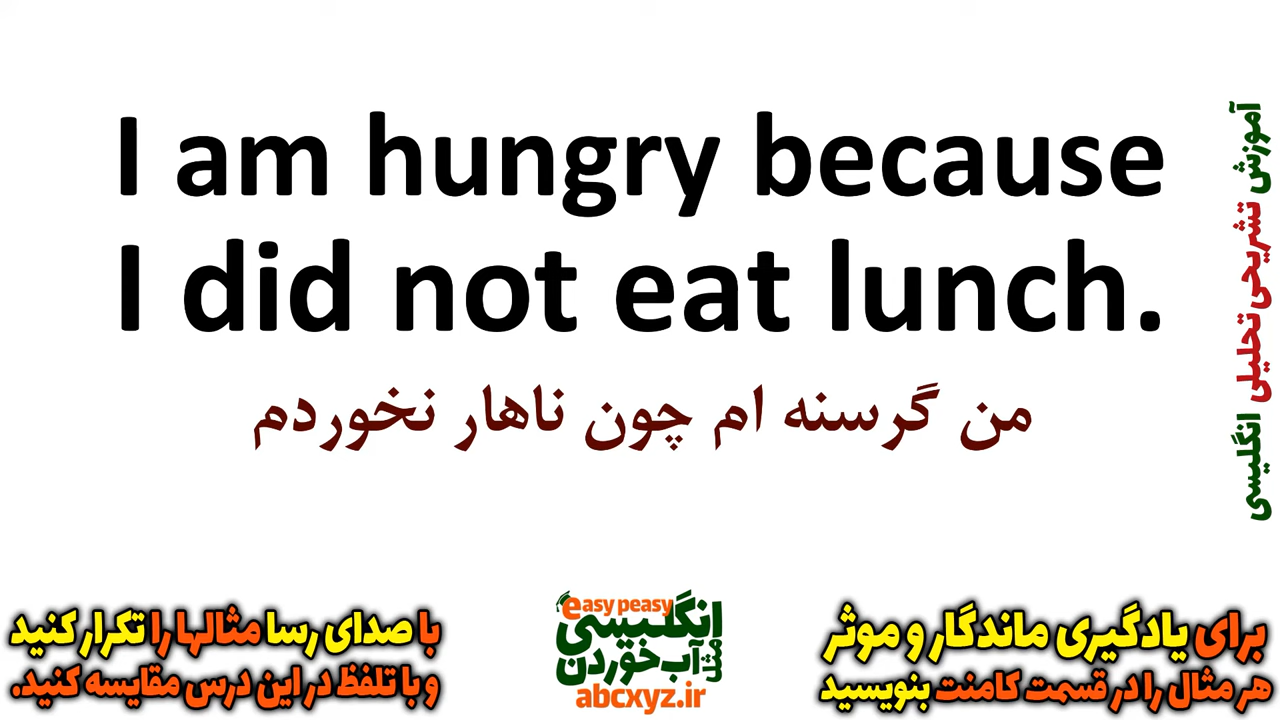 I am hungry because
I did not eat lunch.
من گرسنه ام چون ناهار نخوردم
آموزش تشریحی تحلیلی انگلیسی
برای یادگیری ماندگار و موثر
هر مثال را در قسمت کامنت بنویسید
easy peasy
انگلیسی
مثل آب خوردن
abcxyz.ir
با صدای رسا مثالها را تکرار کنید
و با تلفظ در این درس مقایسه کنید.